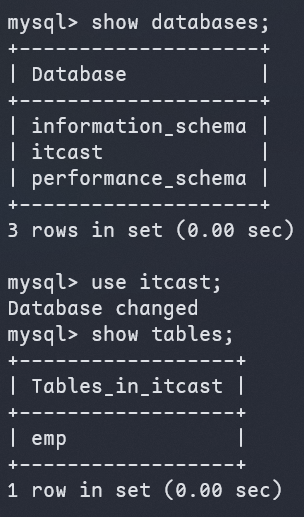 mysql> show databases;
+--------------------+
| Database           |
+--------------------+
| information_schema |
| itcast             |
| performance_schema |
+--------------------+
3 rows in set (0.00 sec)

mysql> use itcast;
Database changed
mysql> show tables;
+------------------+
| Tables_in_itcast |
+------------------+
| emp              |
+------------------+
1 row in set (0.00 sec)